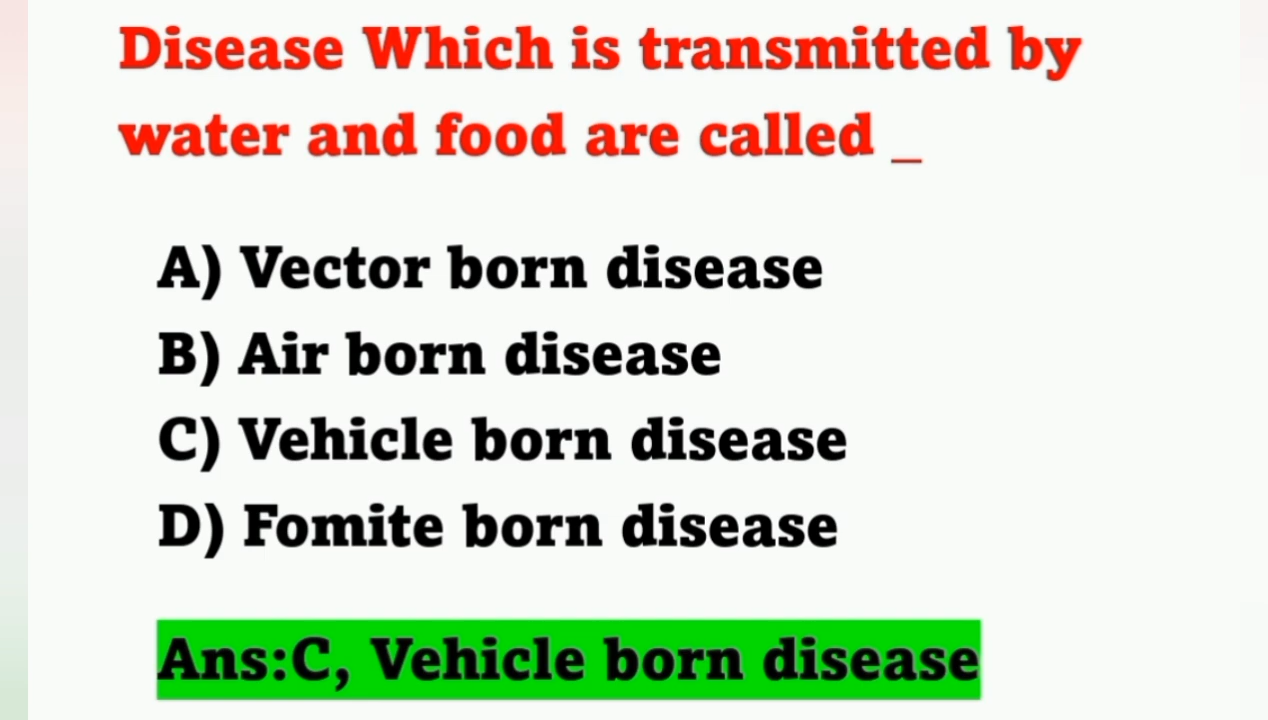 Disease Which is transmitted by
water and food are called _
A) Vector born disease
B) Air born disease
C) Vehicle born disease
D) Fomite born disease
Ans:C, Vehicle born disease